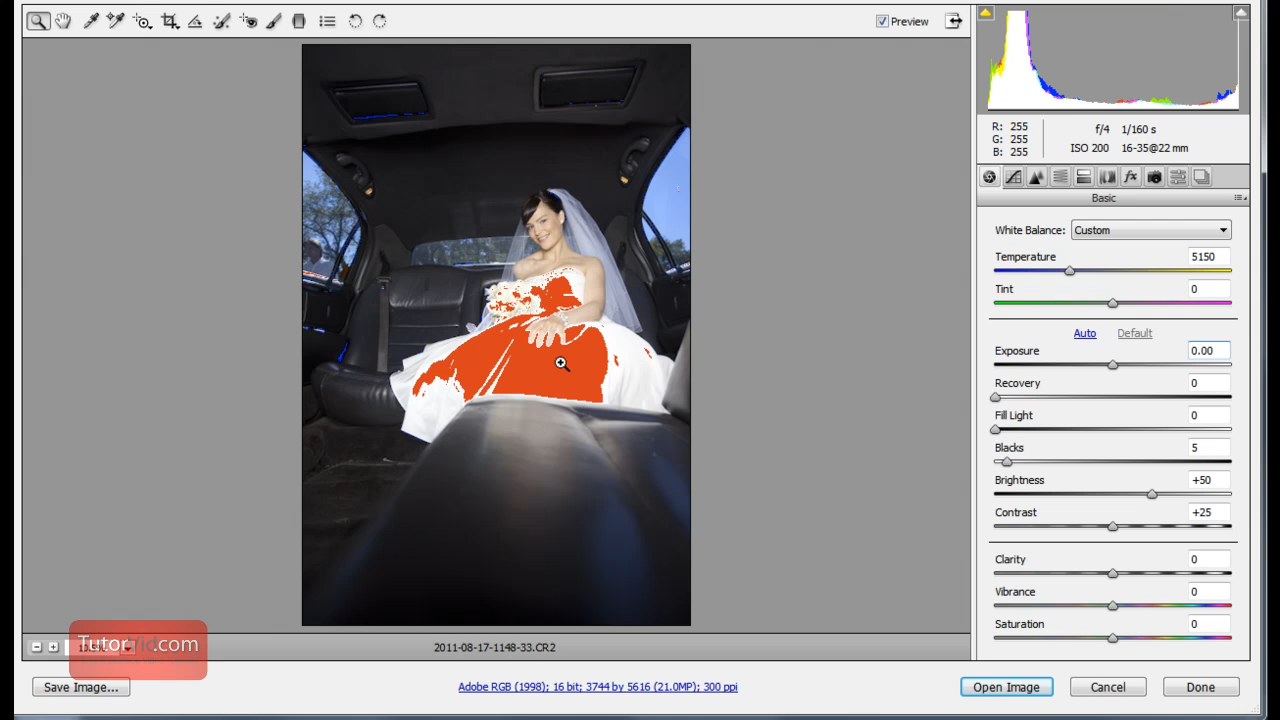 Preview
R: 255
G: 255
B: 255
f/4 1/160 s
ISO 200 16-35@22 mm
fx
Basic
White Balance: Custom
Temperature 5150
Tint 0
Auto Default
Exposure 0.00
Recovery 0
Fill Light 0
Blacks 5
Brightness +50
Contrast +25
Clarity 0
Vibrance 0
Saturation 0
2011-08-17-1148-33.CR2
TutorVid.com
Save Image...
Adobe RGB (1998); 16 bit; 3744 by 5616 (21.0MP); 300 ppi
Open Image
Cancel
Done